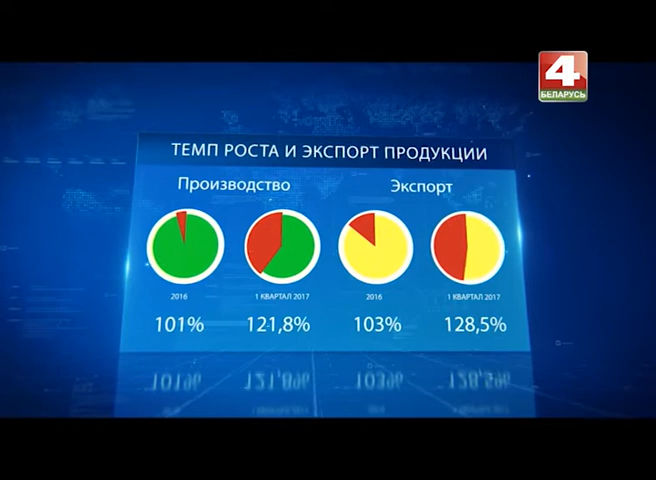 4
БЕЛАРУСЬ
ТЕМП РОСТА И ЭКСПОРТ ПРОДУКЦИИ
Производство Экспорт
2016 1 КВАРТАЛ 2017 2016 1 КВАРТАЛ 2017
101% 121,8% 103% 128,5%